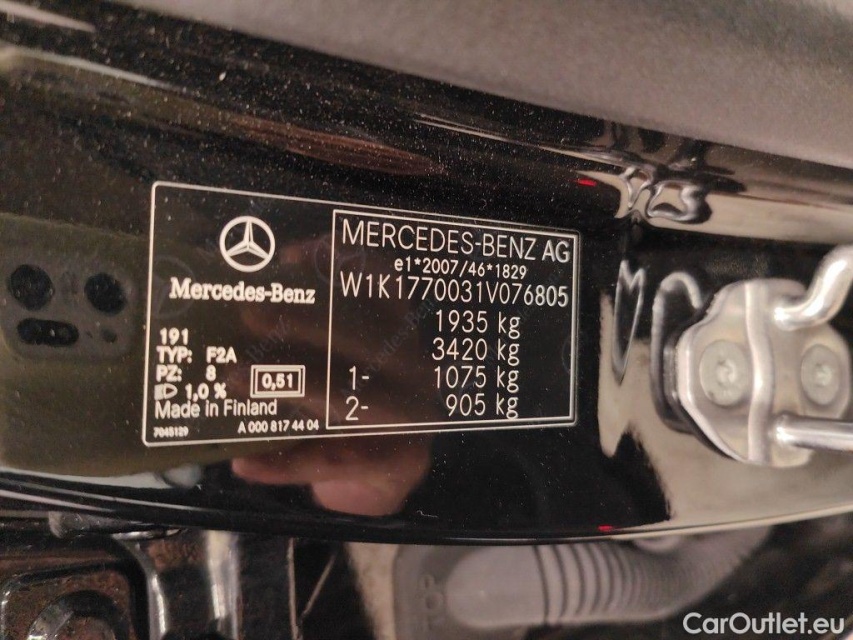 Mercedes-Benz
191
TYP: F2A
PZ: 8
1,0 %
0,51
Made in Finland
7045129
A 000 817 44 04
MERCEDES-BENZ AG
e1*2007/46*1829
W1K1770031V076805
1935 kg
3420 kg
1- 1075 kg
2- 905 kg
CarOutlet.eu